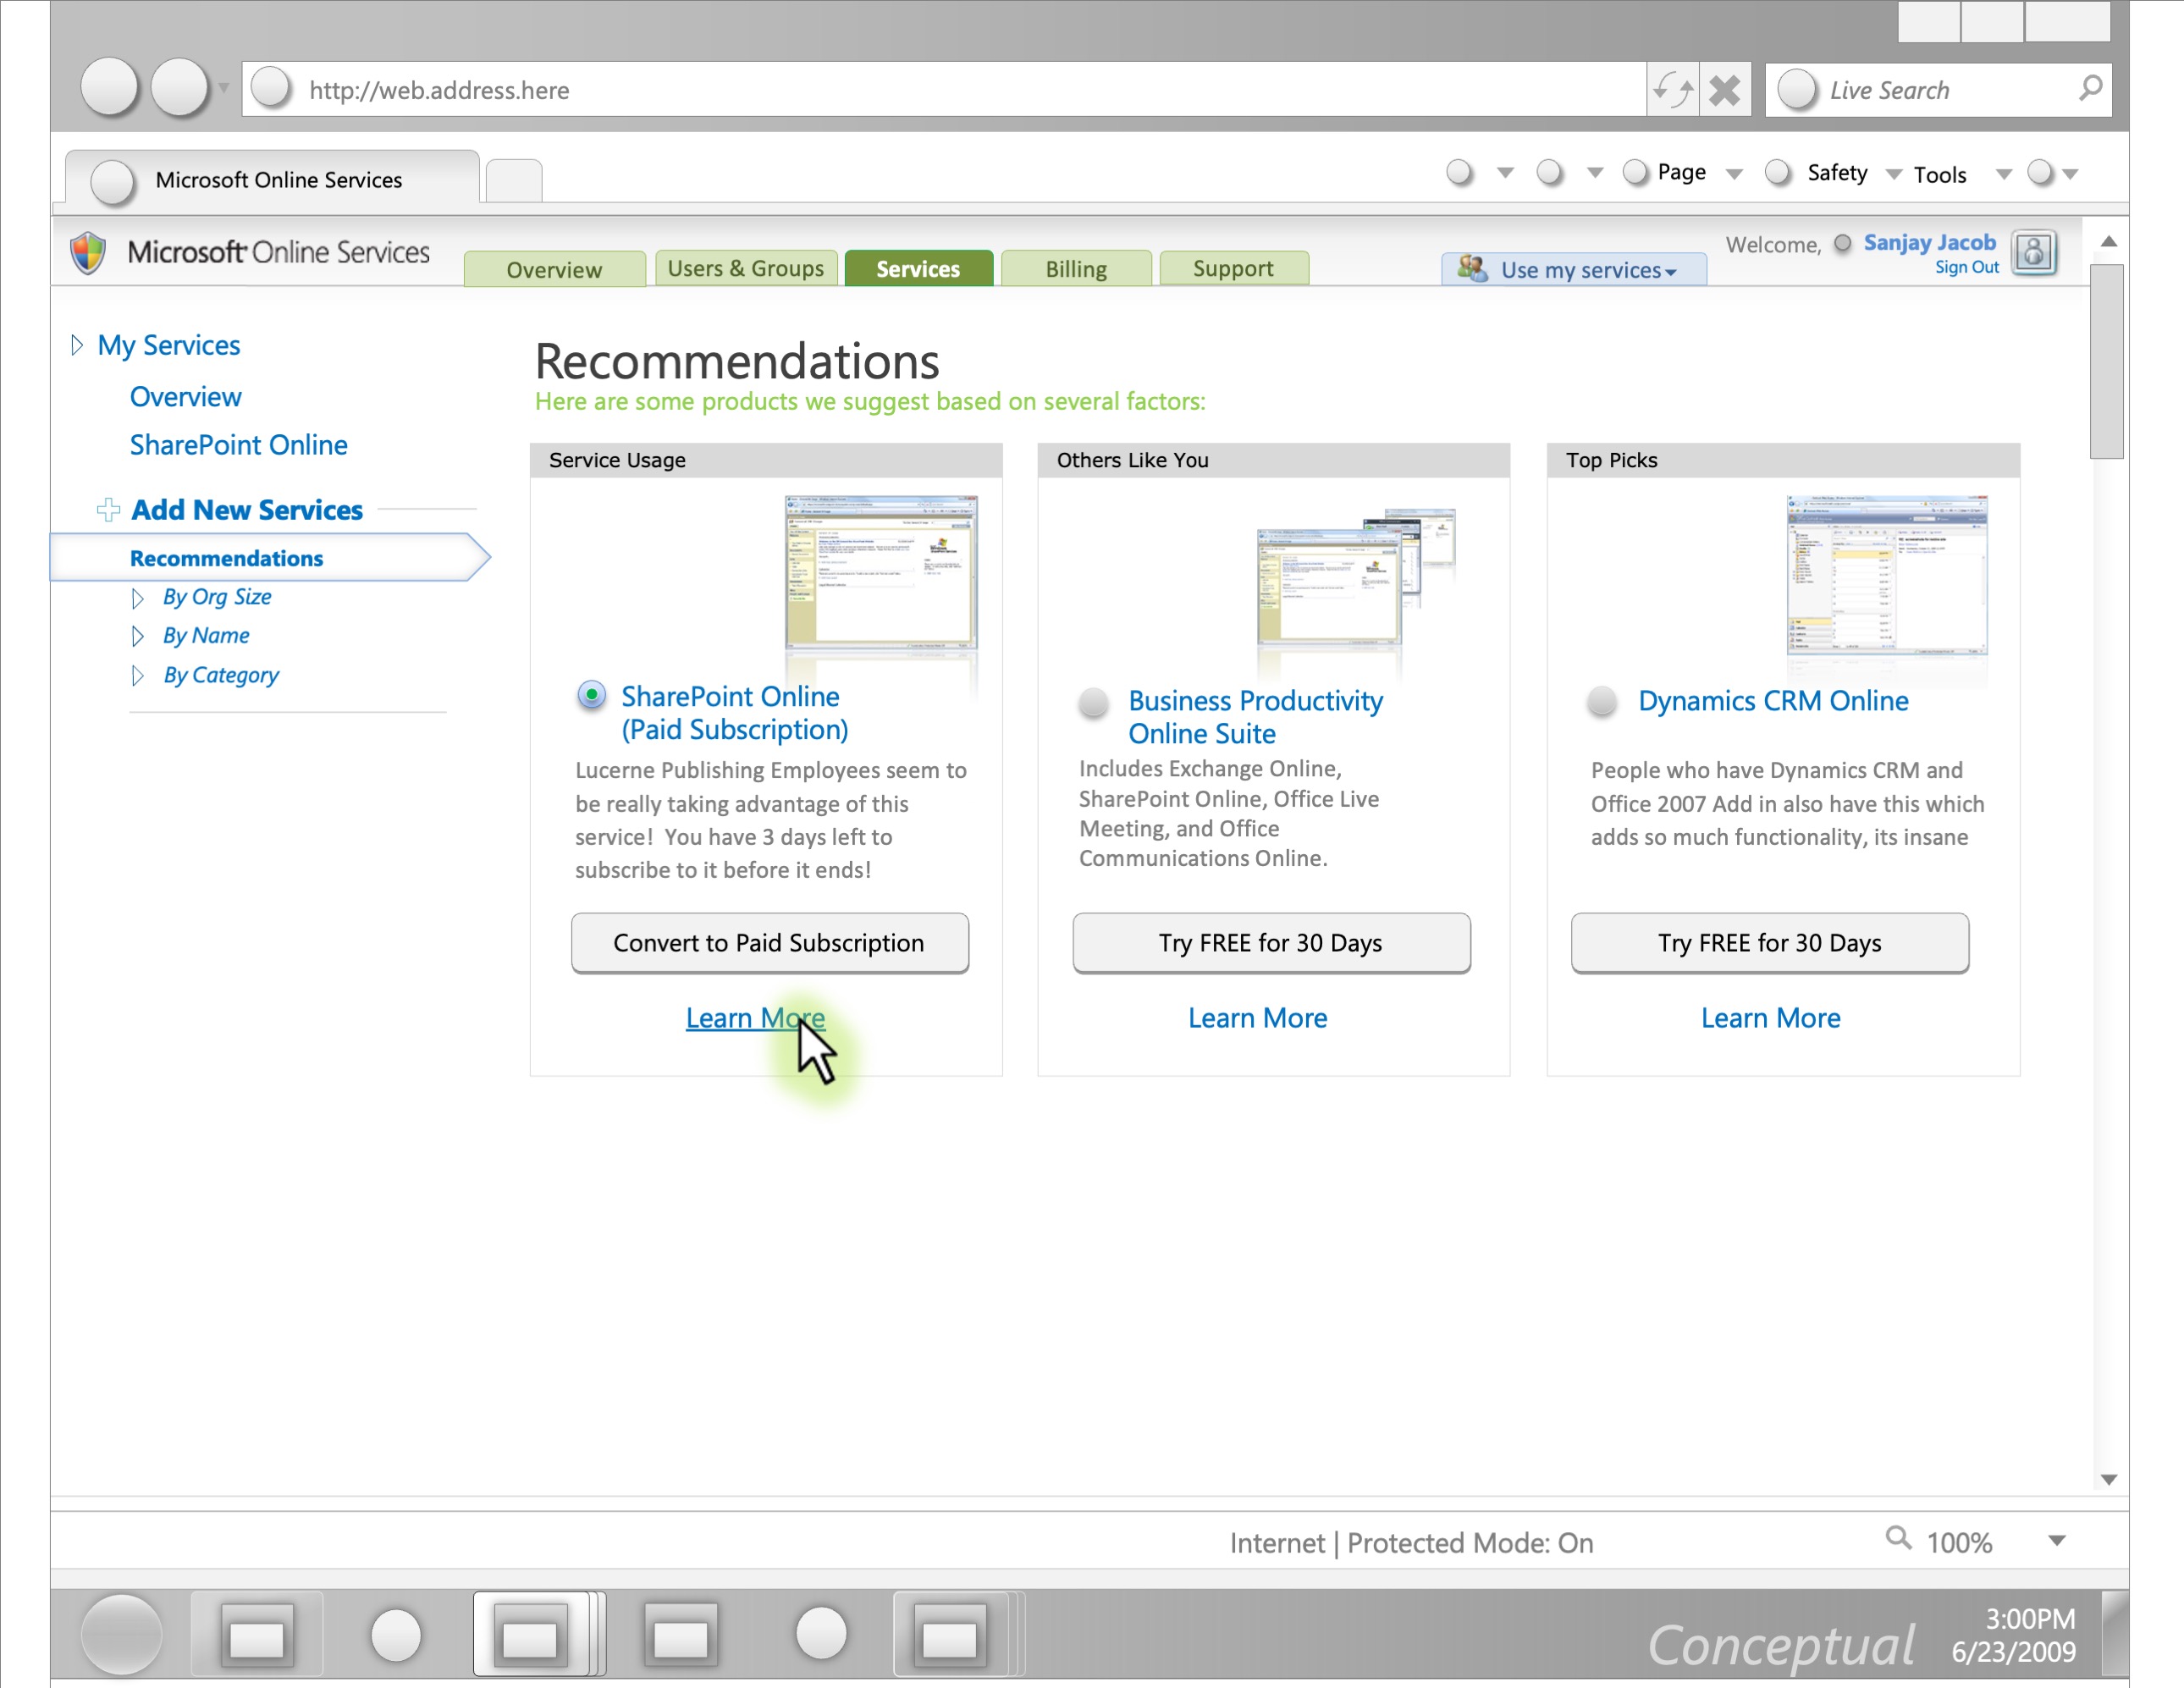 http://web.address.here
Live Search
Microsoft Online Services
Page
Safety
Tools
Microsoft Online Services
Overview
Users & Groups
Services
Billing
Support
Use my services
Welcome, Sanjay Jacob
Sign Out
My Services
Overview
SharePoint Online
Add New Services
Recommendations
By Org Size
By Name
By Category
Recommendations
Here are some products we suggest based on several factors:
Service Usage
SharePoint Online
(Paid Subscription)
Lucerne Publishing Employees seem to
be really taking advantage of this
service! You have 3 days left to
subscribe to it before it ends!
Convert to Paid Subscription
Learn More
Others Like You
Business Productivity
Online Suite
Includes Exchange Online,
SharePoint Online, Office Live
Meeting, and Office
Communications Online.
Try FREE for 30 Days
Learn More
Top Picks
Dynamics CRM Online
People who have Dynamics CRM and
Office 2007 Add in also have this which
adds so much functionality, its insane
Try FREE for 30 Days
Learn More
Internet | Protected Mode: On
100%
Conceptual
3:00PM
6/23/2009